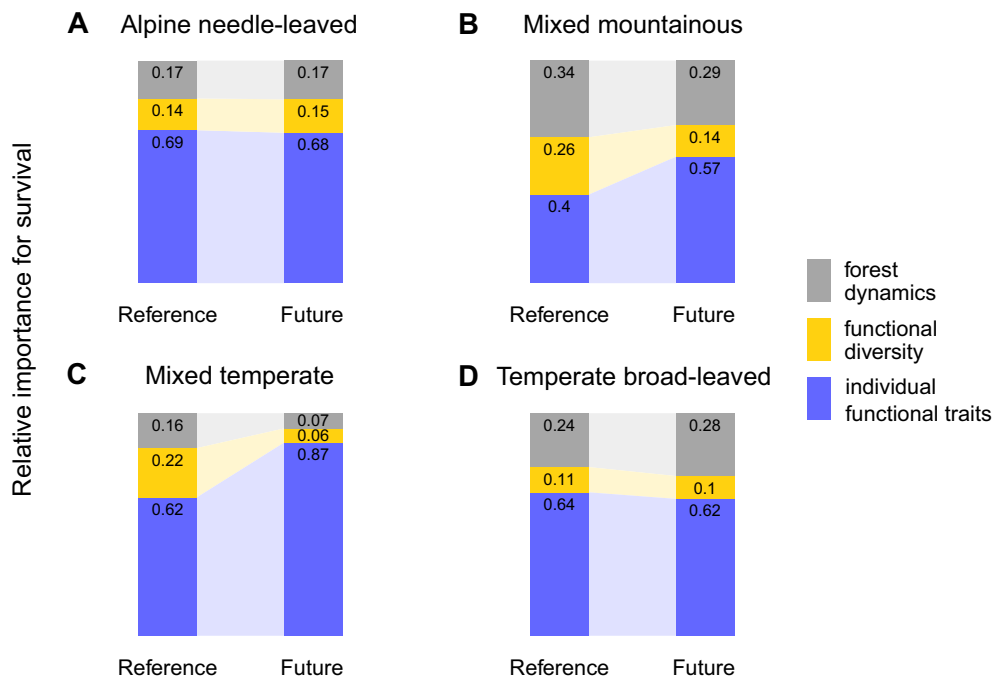 A Alpine needle-leaved
B Mixed mountainous
Relative importance for survival
0.17
0.17
0.14
0.15
0.69
0.68
Reference
Future
0.34
0.29
0.26
0.14
0.4
0.57
Reference
Future
forest
dynamics
functional
diversity
individual
functional traits
C Mixed temperate
D Temperate broad-leaved
0.16
0.07
0.22
0.06
0.62
0.87
Reference
Future
0.24
0.28
0.11
0.1
0.64
0.62
Reference
Future